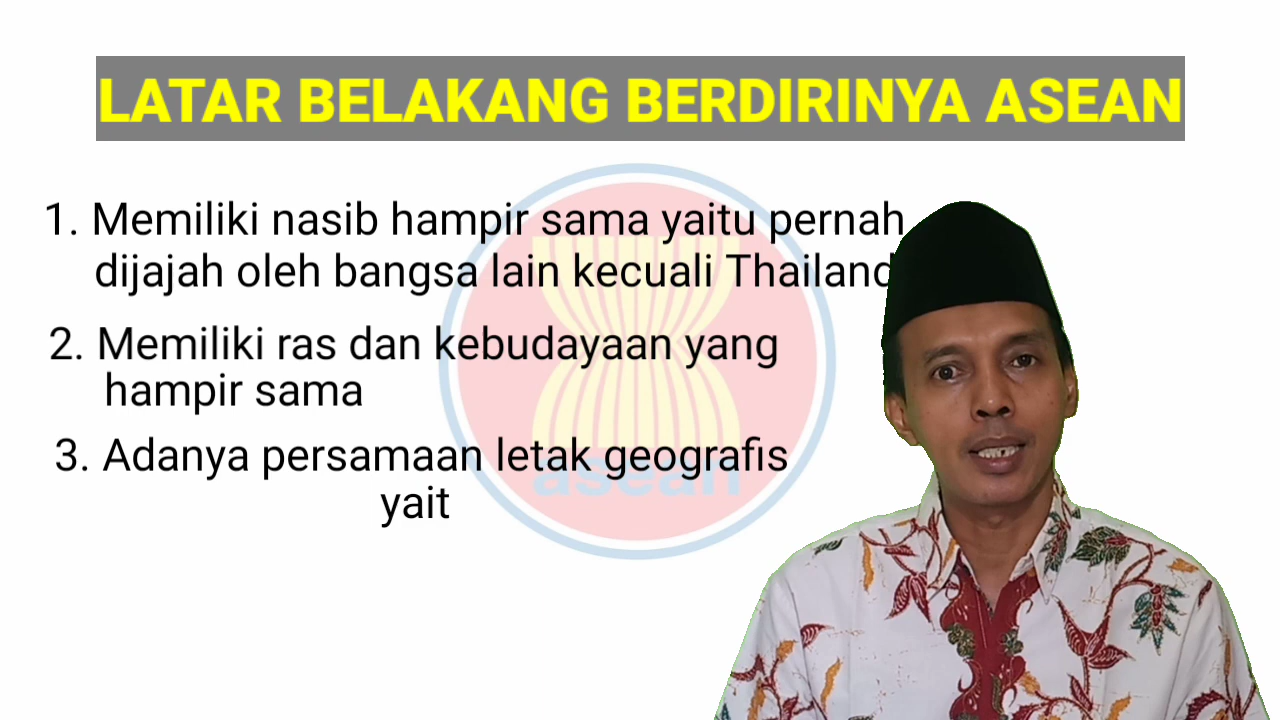 LATAR BELAKANG BERDIRINYA ASEAN
1. Memiliki nasib hampir sama yaitu pernah
dijajah oleh bangsa lain kecuali Thailand
2. Memiliki ras dan kebudayaan yang
hampir sama
3. Adanya persamaan letak geografis
yait
asean